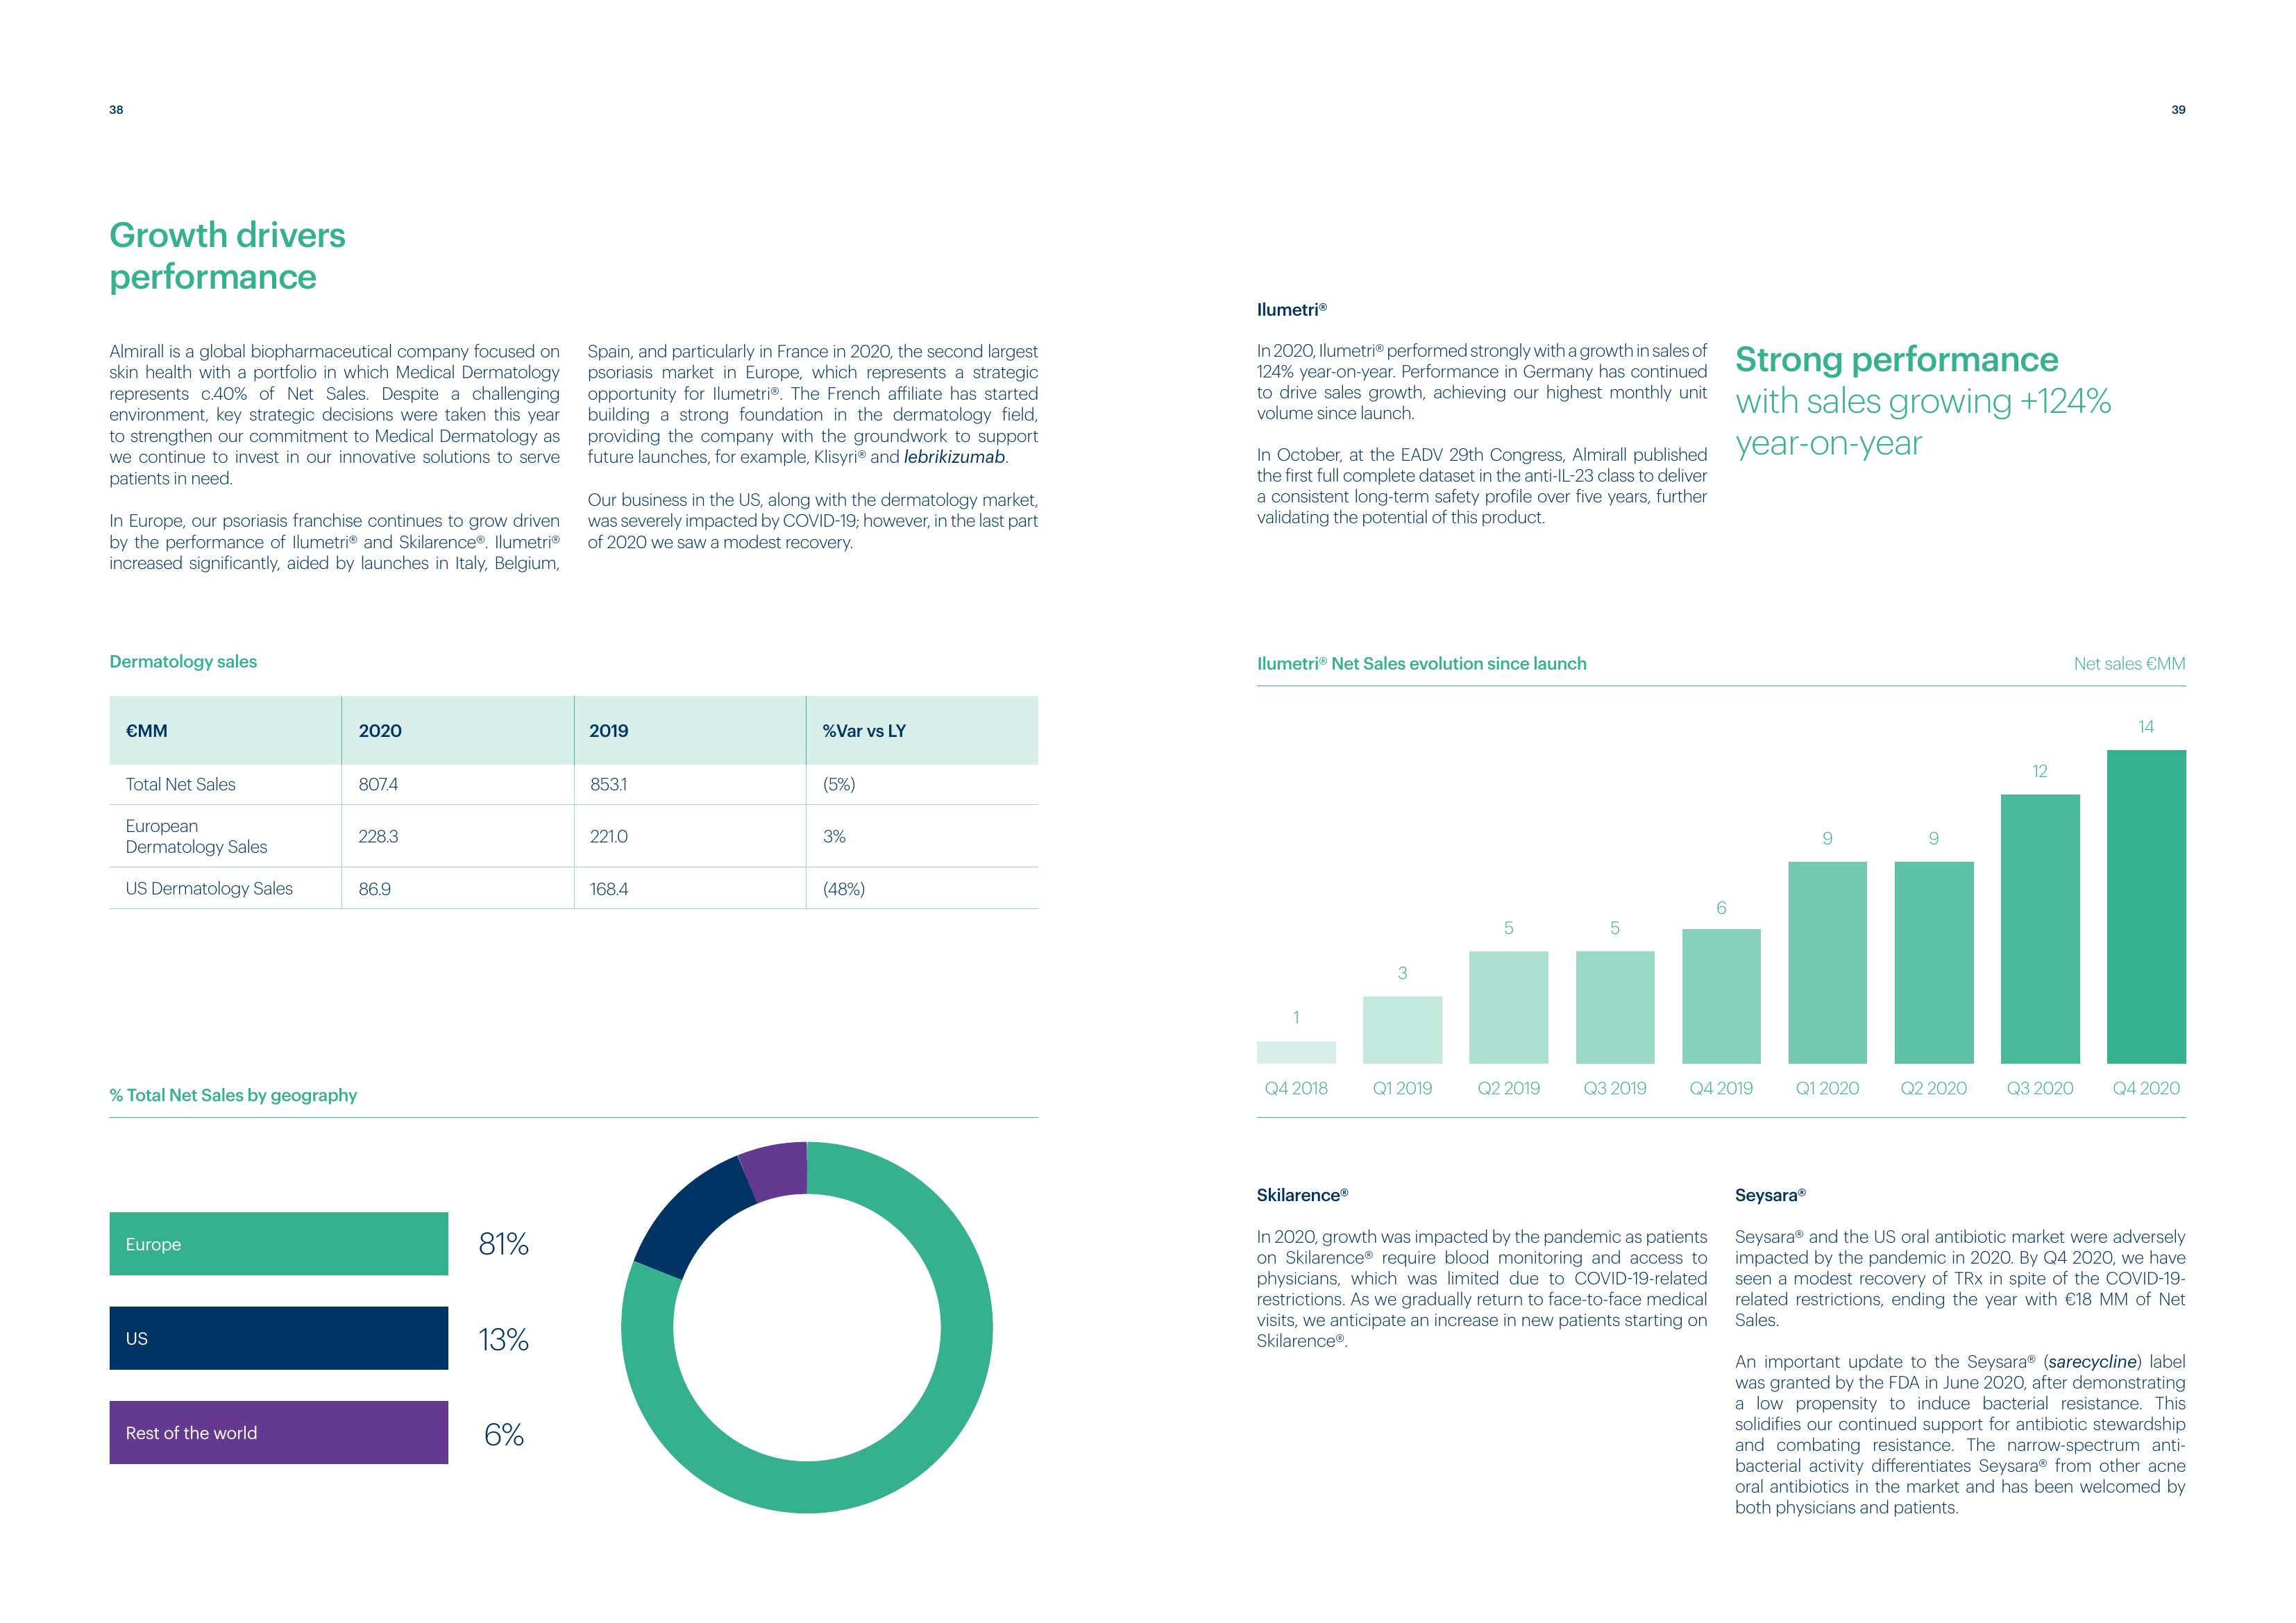 38
39
Growth drivers
performance
Almirall is a global biopharmaceutical company focused on
skin health with a portfolio in which Medical Dermatology
represents c.40% of Net Sales. Despite a challenging
environment, key strategic decisions were taken this year
to strengthen our commitment to Medical Dermatology as
we continue to invest in our innovative solutions to serve
patients in need.
In Europe, our psoriasis franchise continues to grow driven
by the performance of Ilumetri® and Skilarence®. Ilumetri®
increased significantly, aided by launches in Italy, Belgium,
Spain, and particularly in France in 2020, the second largest
psoriasis market in Europe, which represents a strategic
opportunity for Ilumetri®. The French affiliate has started
building a strong foundation in the dermatology field,
providing the company with the groundwork to support
future launches, for example, Klisyri® and lebrikizumab.
Our business in the US, along with the dermatology market,
was severely impacted by COVID-19; however, in the last part
of 2020 we saw a modest recovery.
Dermatology sales
€MM 2020 2019 %Var vs LY
Total Net Sales 807.4 853.1 (5%)
European
Dermatology Sales 228.3 221.0 3%
US Dermatology Sales 86.9 168.4 (48%)
% Total Net Sales by geography
Europe 81%
US 13%
Rest of the world 6%
Ilumetri®
In 2020, Ilumetri® performed strongly with a growth in sales of
124% year-on-year. Performance in Germany has continued
to drive sales growth, achieving our highest monthly unit
volume since launch.
In October, at the EADV 29th Congress, Almirall published
the first full complete dataset in the anti-IL-23 class to deliver
a consistent long-term safety profile over five years, further
validating the potential of this product.
Strong performance
with sales growing +124%
year-on-year
Ilumetri® Net Sales evolution since launch Net sales €MM
1 3 5 5 6 9 9 12 14
Q4 2018 Q1 2019 Q2 2019 Q3 2019 Q4 2019 Q1 2020 Q2 2020 Q3 2020 Q4 2020
Skilarence®
In 2020, growth was impacted by the pandemic as patients
on Skilarence® require blood monitoring and access to
physicians, which was limited due to COVID-19-related
restrictions. As we gradually return to face-to-face medical
visits, we anticipate an increase in new patients starting on
Skilarence®.
Seysara®
Seysara® and the US oral antibiotic market were adversely
impacted by the pandemic in 2020. By Q4 2020, we have
seen a modest recovery of TRx in spite of the COVID-19-
related restrictions, ending the year with €18 MM of Net
Sales.
An important update to the Seysara® (sarecycline) label
was granted by the FDA in June 2020, after demonstrating
a low propensity to induce bacterial resistance. This
solidifies our continued support for antibiotic stewardship
and combating resistance. The narrow-spectrum anti-
bacterial activity differentiates Seysara® from other acne
oral antibiotics in the market and has been welcomed by
both physicians and patients.